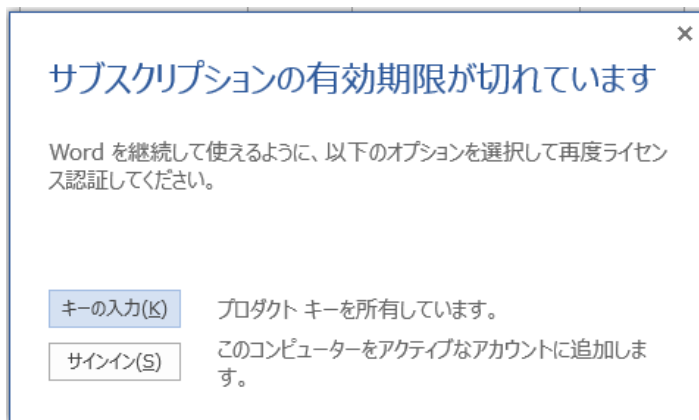 ×
サブスクリプションの有効期限が切れています
Word を継続して使えるように、以下のオプションを選択して再度ライセン
ス認証してください。
キーの入力(K) プロダクト キーを所有しています。
サインイン(S) このコンピューターをアクティブなアカウントに追加しま
す。